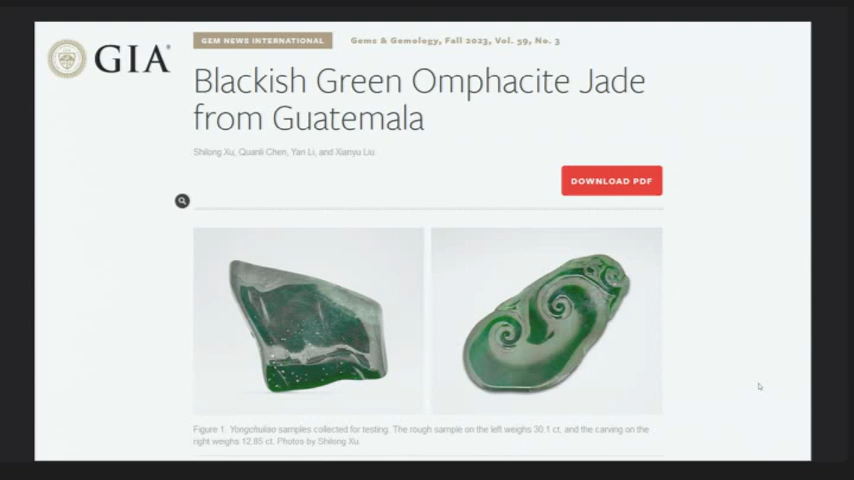 GIA®
GEM NEWS INTERNATIONAL
Gems & Gemology, Fall 2023, Vol. 59, No. 3
Blackish Green Omphacite Jade
from Guatemala
Shilong Xu, Quanli Chen, Yan Li, and Xianyu Liu
DOWNLOAD PDF
Figure 1. Yongchuliao samples collected for testing. The rough sample on the left weighs 30.1 ct, and the carving on the
right weighs 12.85 ct. Photos by Shilong Xu.